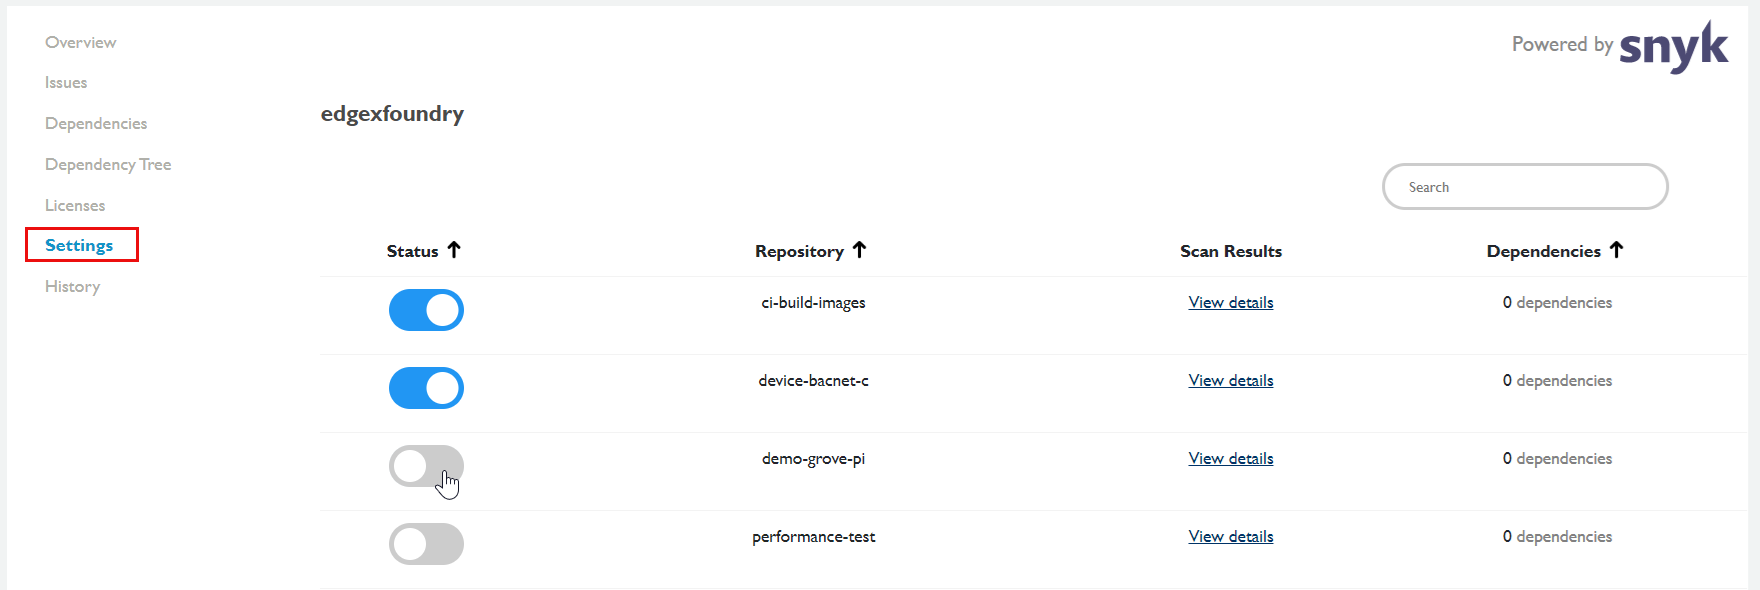 Overview
Issues
Dependencies
Dependency Tree
Licenses
Settings
History
Powered by snyk
edgexfoundry
Search
Status Repository Scan Results Dependencies
ci-build-images View details 0 dependencies
device-bacnet-c View details 0 dependencies
demo-grove-pi View details 0 dependencies
performance-test View details 0 dependencies